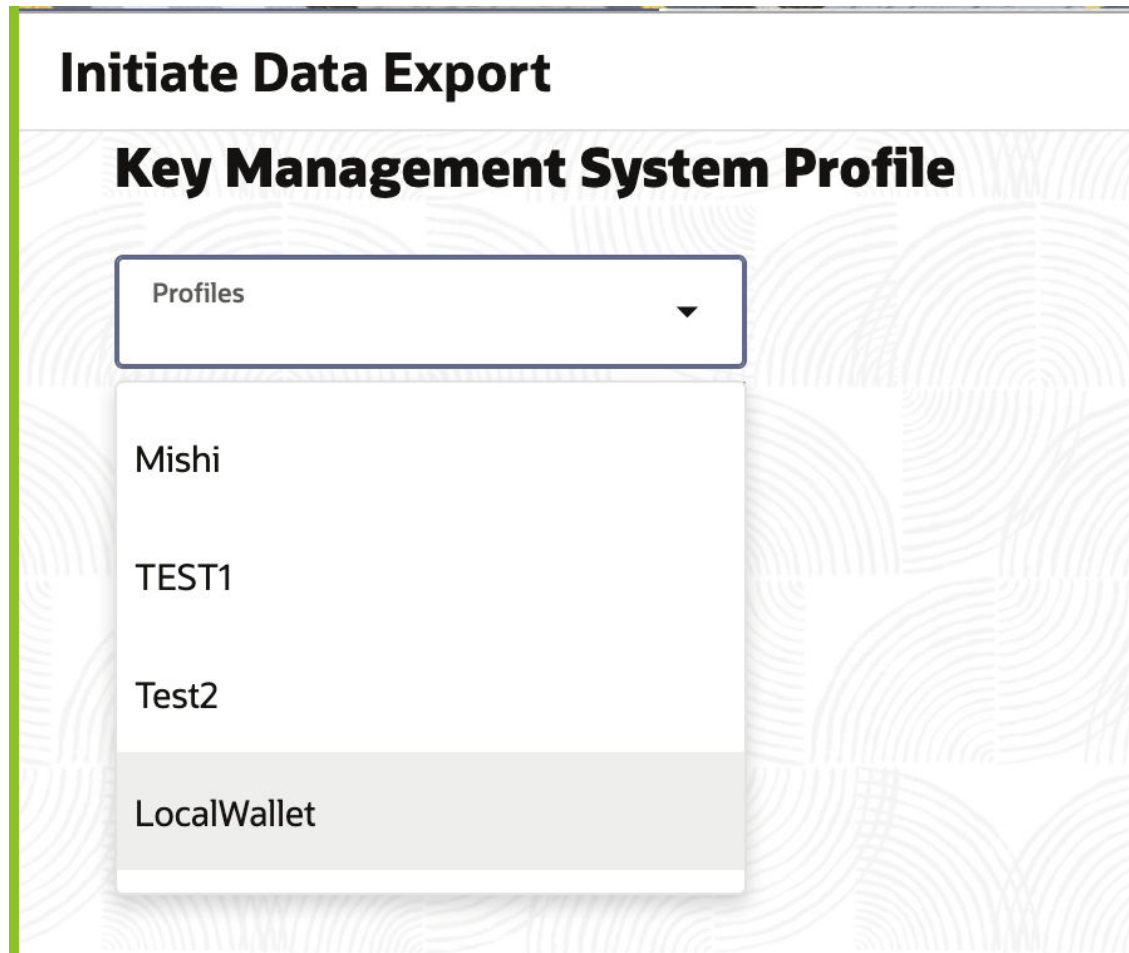 Initiate Data Export
Key Management System Profile
Profiles
Mishi
TEST1
Test2
LocalWallet